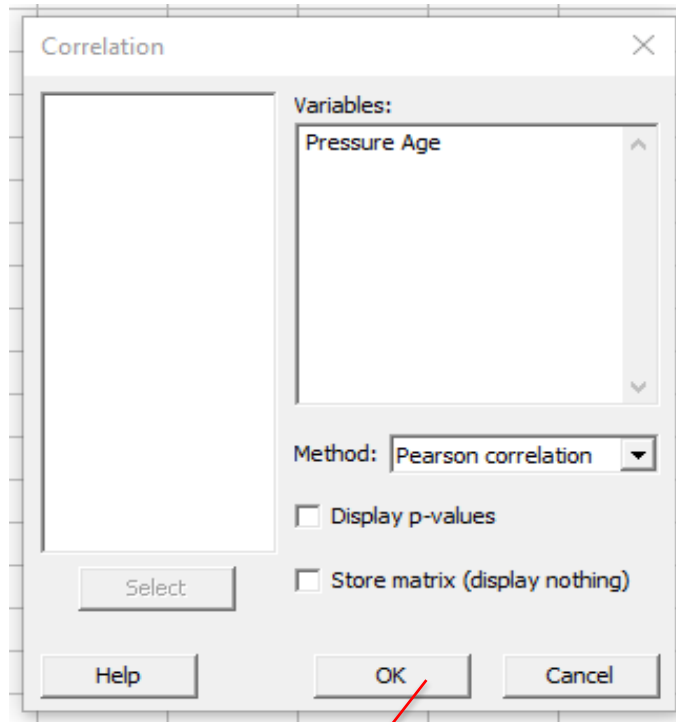 Correlation
Variables:
Pressure Age
Method: Pearson correlation
Display p-values
Store matrix (display nothing)
Select
Help OK Cancel